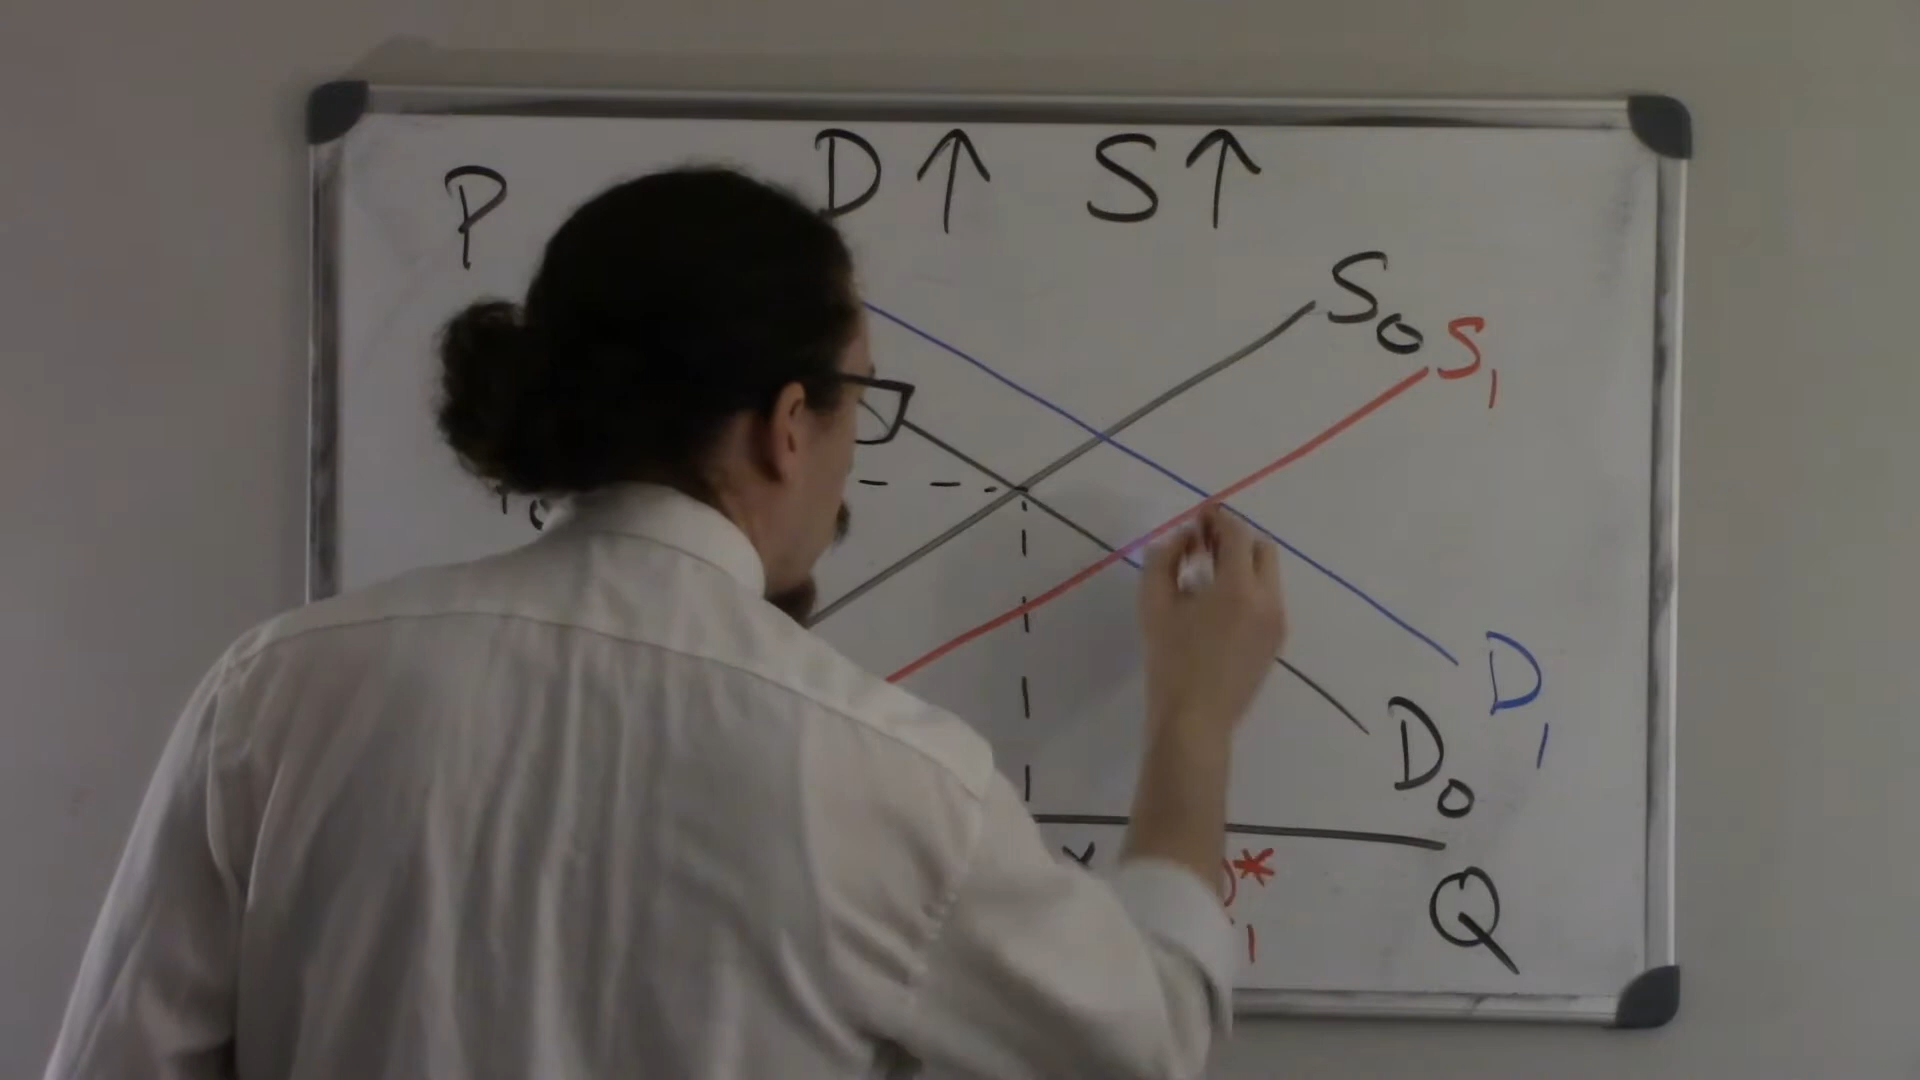 P D ↑ S ↑
S₀ S₁
D₁
D₀
Q